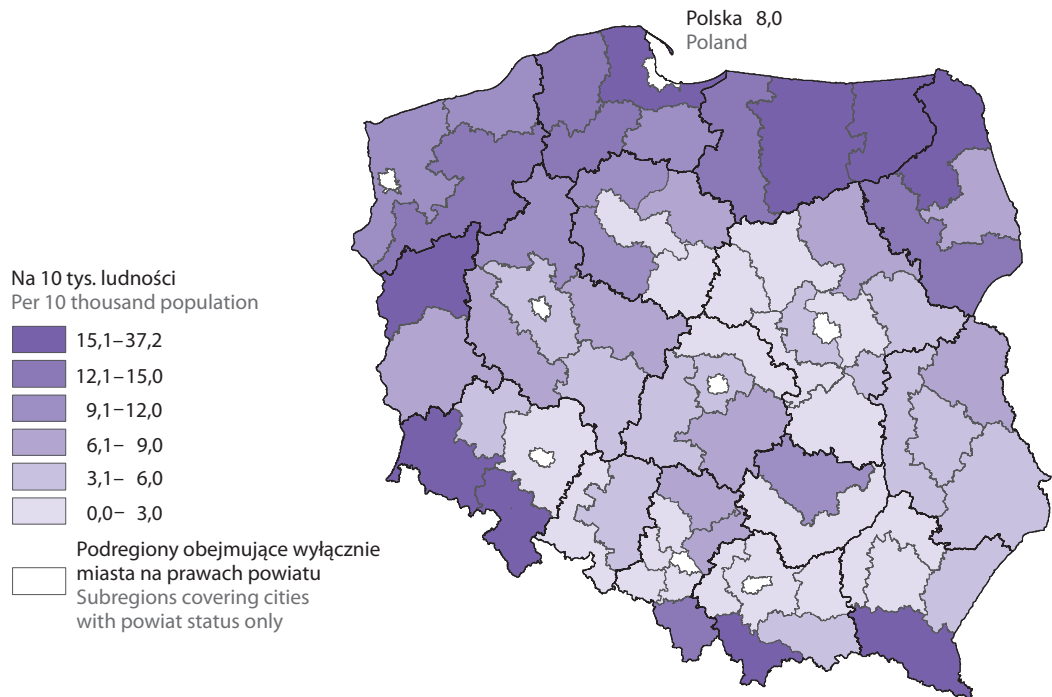 Polska 8,0
Poland
Na 10 tys. ludności
Per 10 thousand population
15,1–37,2
12,1–15,0
9,1–12,0
6,1– 9,0
3,1– 6,0
0,0– 3,0
Podregiony obejmujące wyłącznie
miasta na prawach powiatu
Subregions covering cities
with powiat status only